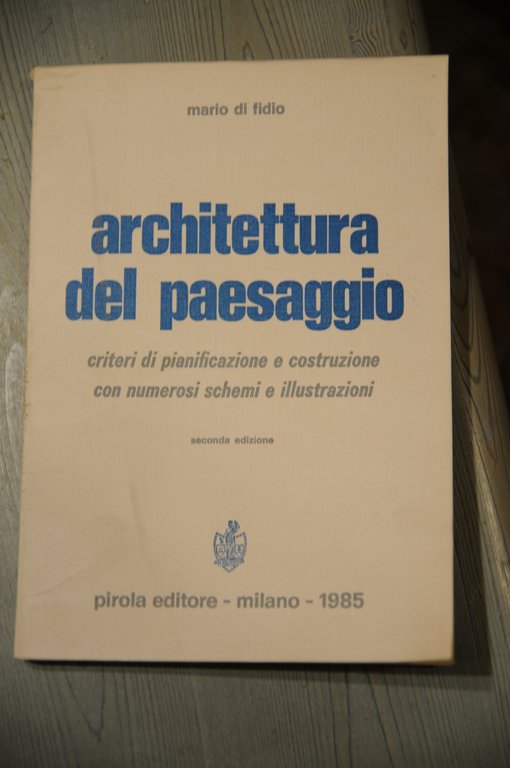 mario di fidio
architettura
del paesaggio
criteri di pianificazione e costruzione
con numerosi schemi e illustrazioni
seconda edizione
pirola editore - milano - 1985